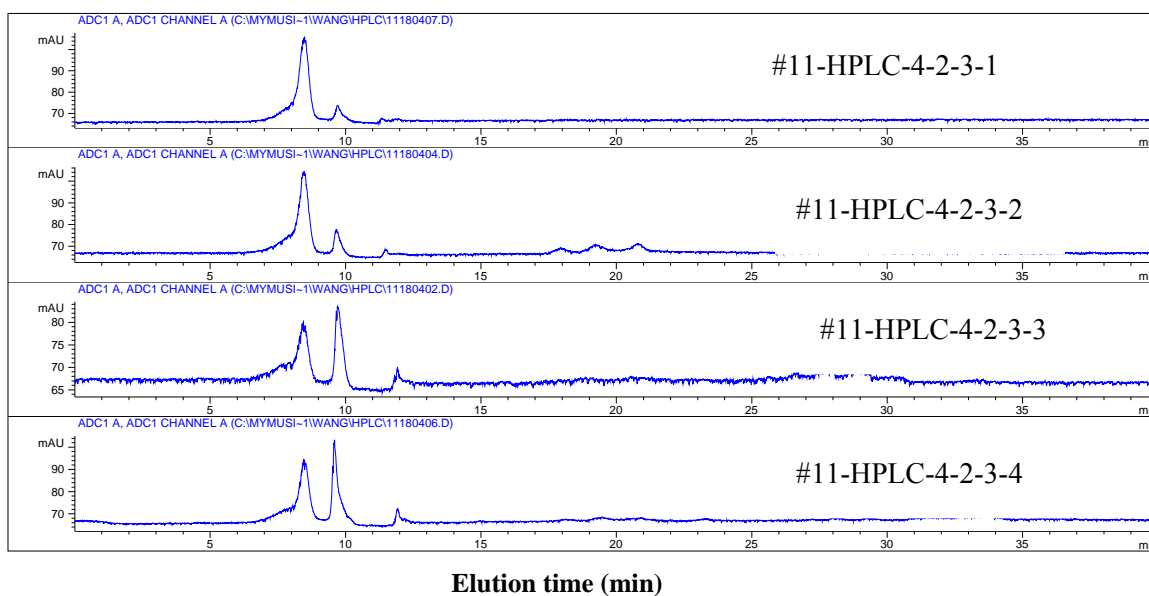 ADC1 A, ADC1 CHANNEL A (C:\MYMUSI~1\WANG\HPLC\11180407.D)
mAU
#11-HPLC-4-2-3-1
90
80
70
5 10 15 20 25 30 35 mi
ADC1 A, ADC1 CHANNEL A (C:\MYMUSI~1\WANG\HPLC\11180404.D)
mAU
#11-HPLC-4-2-3-2
90
80
70
5 10 15 20 25 30 35 mi
ADC1 A, ADC1 CHANNEL A (C:\MYMUSI~1\WANG\HPLC\11180402.D)
mAU
#11-HPLC-4-2-3-3
80
75
70
65
5 10 15 20 25 30 35 mi
ADC1 A, ADC1 CHANNEL A (C:\MYMUSI~1\WANG\HPLC\11180406.D)
mAU
#11-HPLC-4-2-3-4
90
80
70
5 10 15 20 25 30 35 mi
Elution time (min)